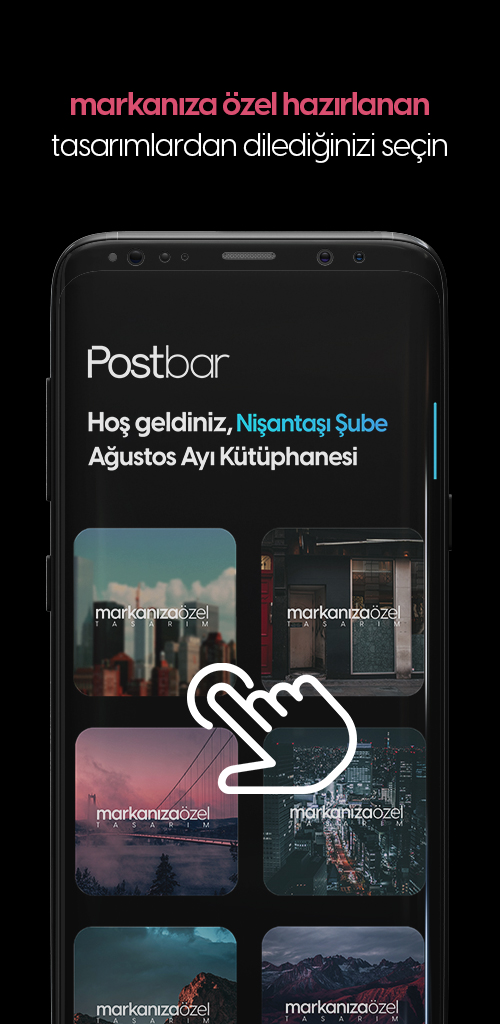 markanıza özel hazırlanan
tasarımlardan dilediğinizi seçin
Postbar
Hoş geldiniz, Nişantaşı Şube
Ağustos Ayı Kütüphanesi
markanızaözel
TASARIM
markanızaözel
TASARIM
markanızaözel
TASARIM
markanızaözel
TASARIM
markanızaözel
TASARIM
markanızaözel
TASARIM